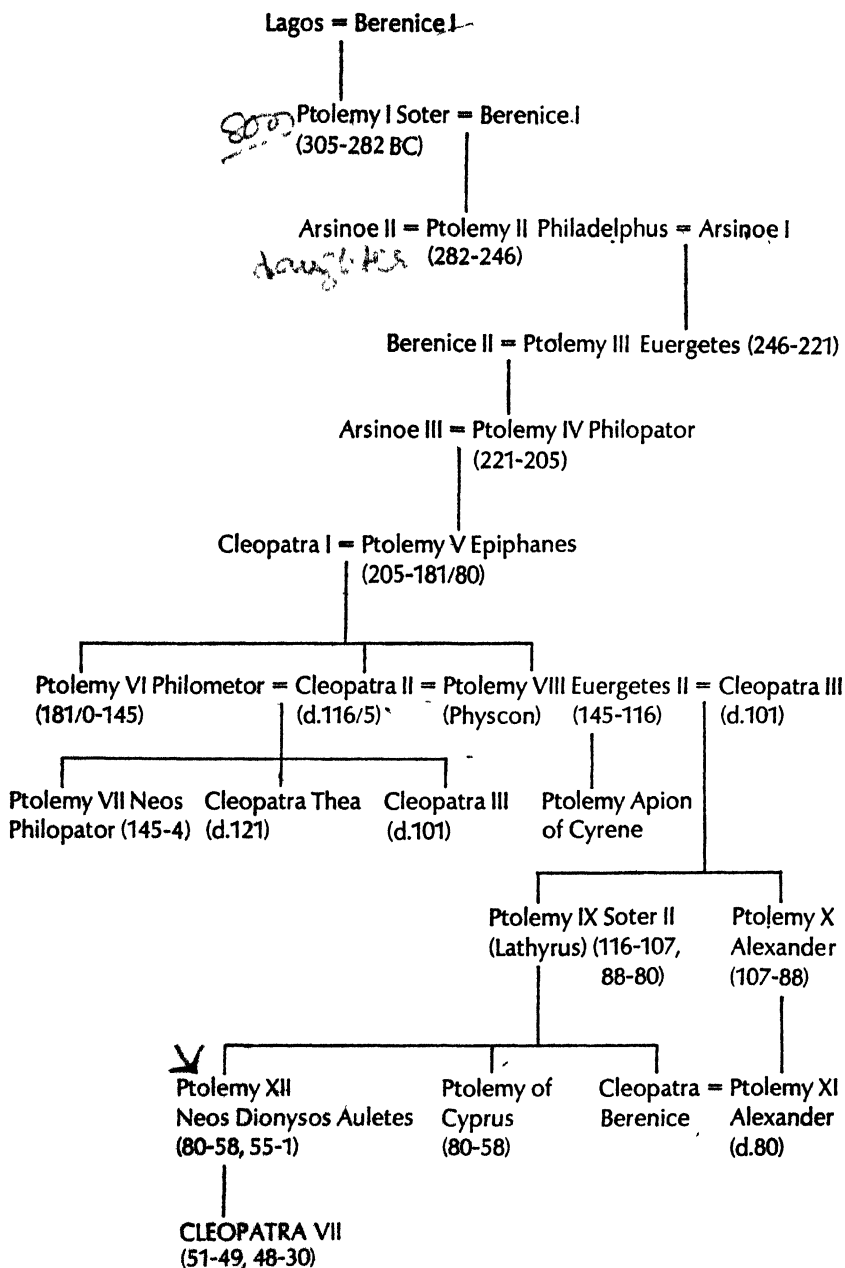 Lagos = Berenice I
son Ptolemy I Soter = Berenice I
(305-282 BC)
Arsinoe II = Ptolemy II Philadelphus = Arsinoe I
daughter (282-246)
Berenice II = Ptolemy III Euergetes (246-221)
Arsinoe III = Ptolemy IV Philopator
(221-205)
Cleopatra I = Ptolemy V Epiphanes
(205-181/80)
Ptolemy VI Philometor = Cleopatra II = Ptolemy VIII Euergetes II = Cleopatra III
(181/0-145) (d.116/5) (Physcon) (145-116) (d.101)
Ptolemy VII Neos Cleopatra Thea Cleopatra III Ptolemy Apion
Philopator (145-4) (d.121) (d.101) of Cyrene
Ptolemy IX Soter II Ptolemy X
(Lathyrus) (116-107, Alexander
88-80) (107-88)
Ptolemy XII Ptolemy of Cleopatra = Ptolemy XI
Neos Dionysos Auletes Cyprus Berenice Alexander
(80-58, 55-1) (80-58) (d.80)
CLEOPATRA VII
(51-49, 48-30)